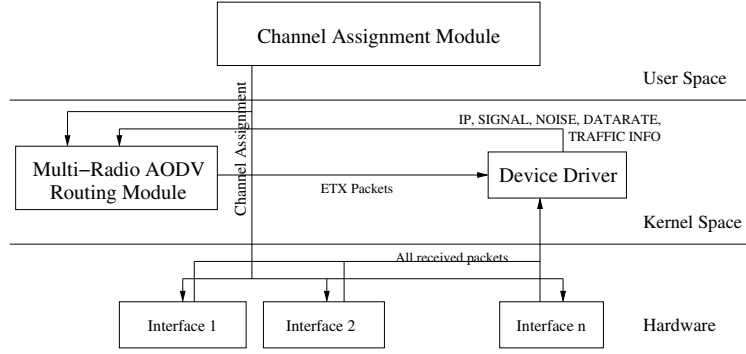 Channel Assignment Module
User Space
Channel Assignment
IP, SIGNAL, NOISE, DATARATE,
TRAFFIC INFO
Multi−Radio AODV
Routing Module
ETX Packets
Device Driver
Kernel Space
All received packets
Interface 1
Interface 2
Interface n
Hardware